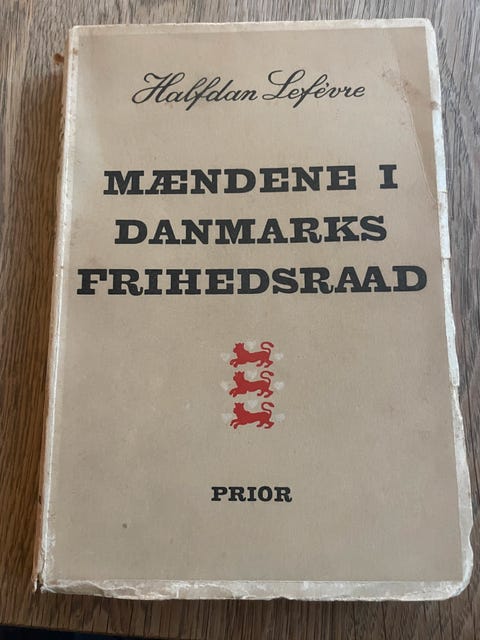 Halfdan Lefèvre
MÆNDENE I
DANMARKS
FRIHEDSRAAD
PRIOR